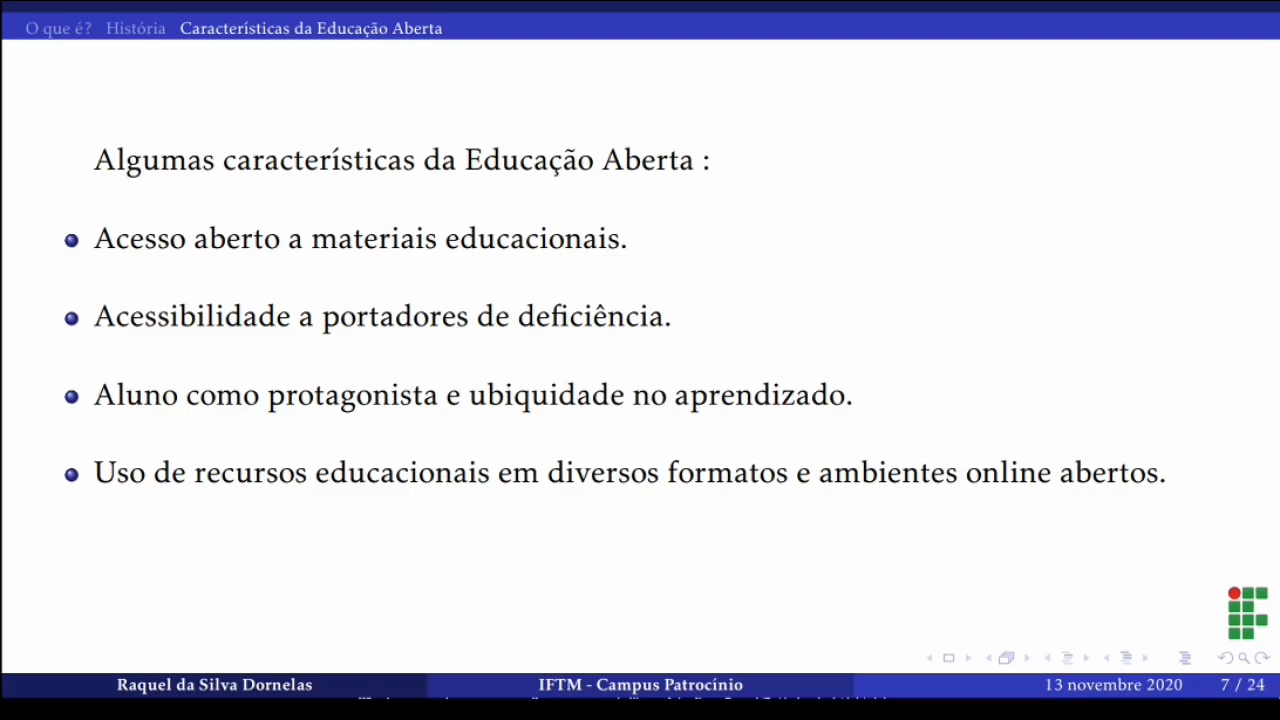 O que é? História Características da Educação Aberta
Algumas características da Educação Aberta :
Acesso aberto a materiais educacionais.
Acessibilidade a portadores de deficiência.
Aluno como protagonista e ubiquidade no aprendizado.
Uso de recursos educacionais em diversos formatos e ambientes online abertos.
Raquel da Silva Dornelas IFTM - Campus Patrocínio 13 novembre 2020 7 / 24